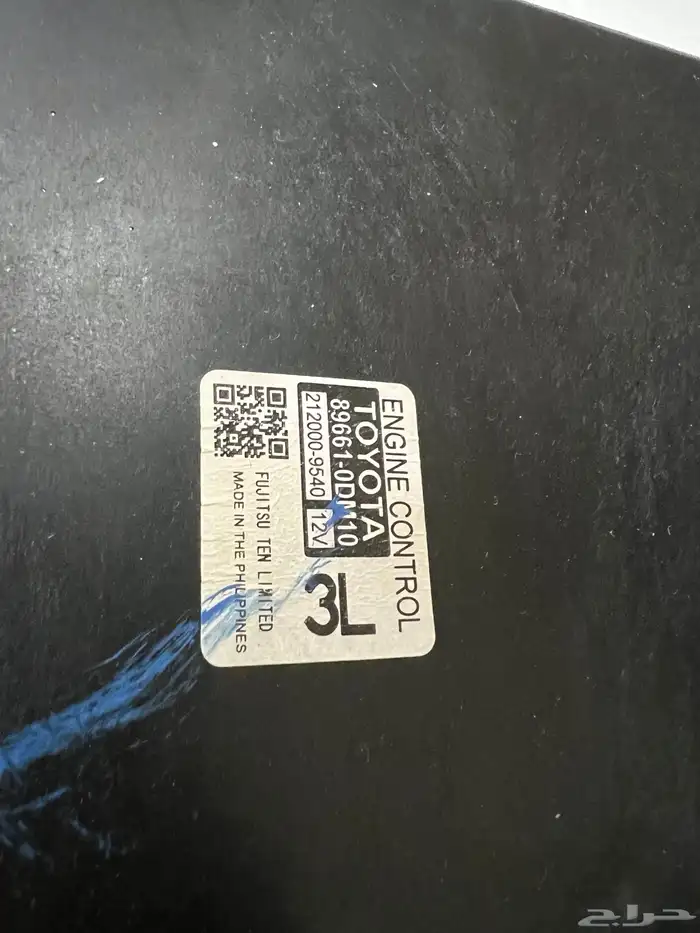 ENGINE CONTROL
TOYOTA
89661-0DM10
212000-9540 12V
3L
FUJITSU TEN LIMITED
MADE IN THE PHILIPPINES
حراج